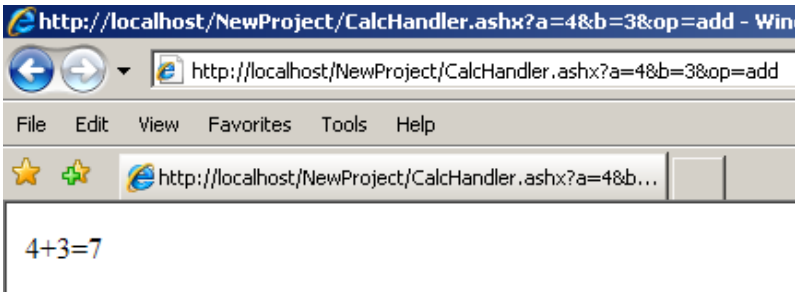 http://localhost/NewProject/CalcHandler.ashx?a=4&b=3&op=add - Win
http://localhost/NewProject/CalcHandler.ashx?a=4&b=3&op=add
File Edit View Favorites Tools Help
http://localhost/NewProject/CalcHandler.ashx?a=4&b...
4+3=7